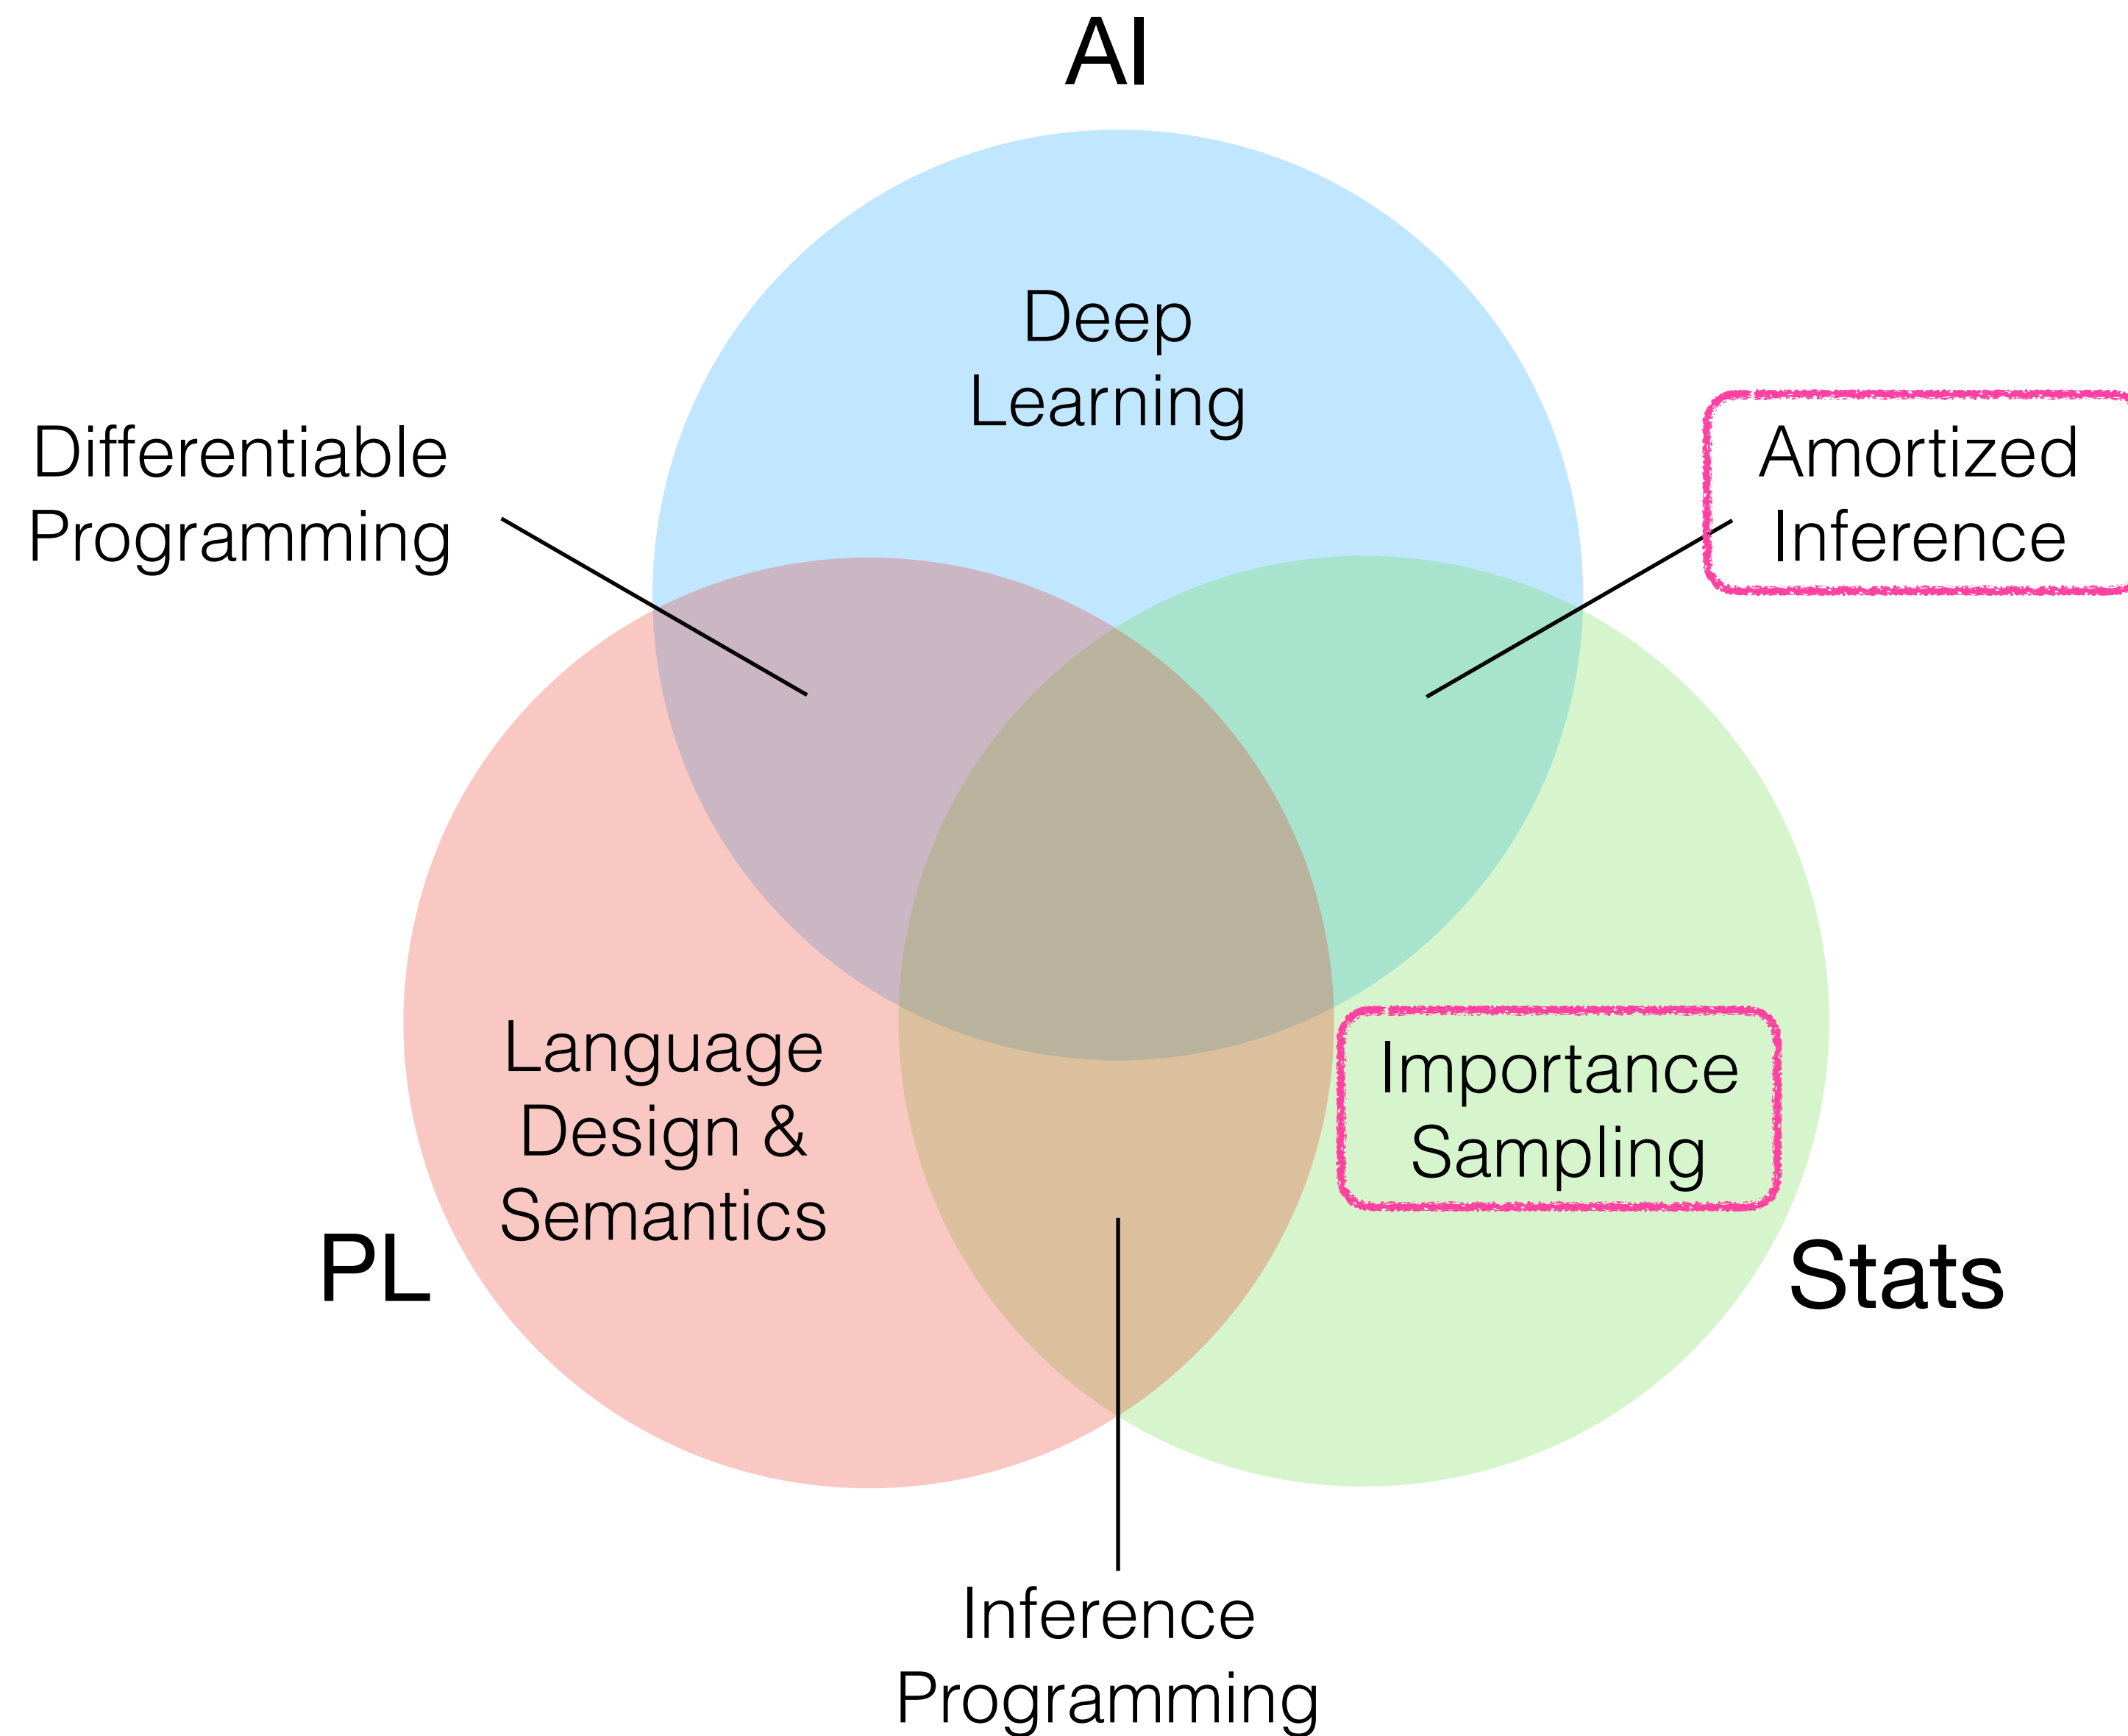 AI
Deep
Learning
Differentiable
Programming
Amortized
Inference
Language
Design &
Semantics
Importance
Sampling
PL
Stats
Inference
Programming